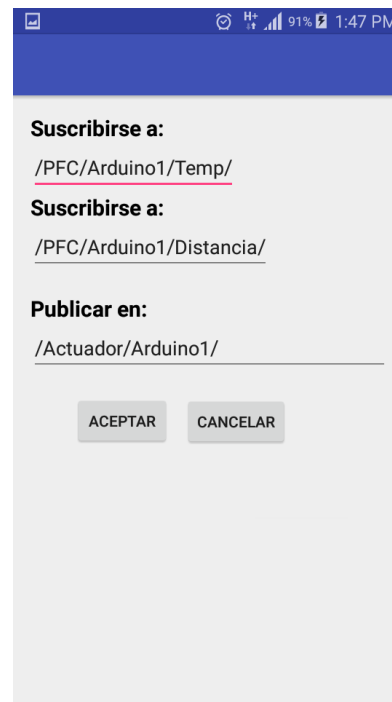 H+ 91% 1:47 PM
Suscribirse a:
/PFC/Arduino1/Temp/
Suscribirse a:
/PFC/Arduino1/Distancia/
Publicar en:
/Actuador/Arduino1/
ACEPTAR CANCELAR